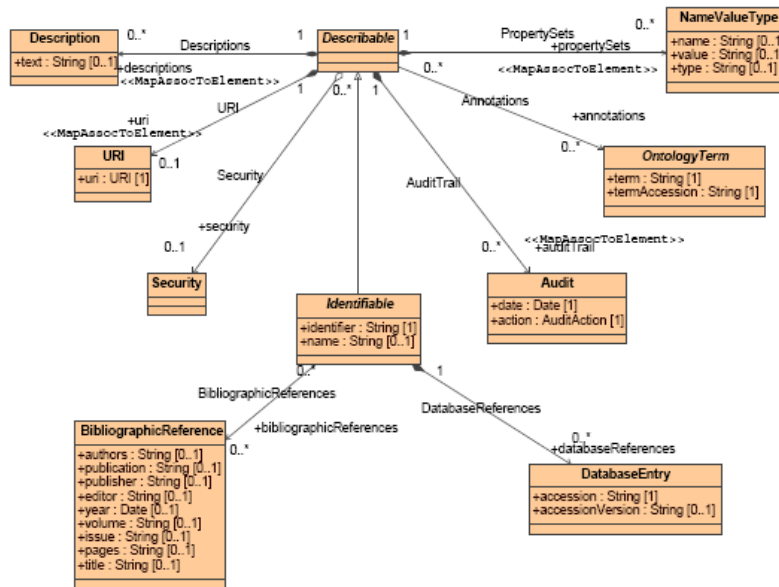 Description
+text : String [0..1]
0..*
Descriptions
1
+descriptions
<<MapAssocToElement>>
Describable
1
PropertySets
0..*
+propertySets
<<MapAssocToElement>>
NameValueType
+name : String [0..1]
+value : String [0..1]
+type : String [0..1]
1
URI
+uri
<<MapAssocToElement>>
0..1
URI
+uri : URI [1]
0..*
Security
+security
0..1
Security
1
AuditTrail
<<MapAssocToElement>>
0..*
+auditTrail
Audit
+date : Date [1]
+action : AuditAction [1]
0..*
Annotations
+annotations
0..*
OntologyTerm
+term : String [1]
+termAccession : String [1]
Identifiable
+identifier : String [1]
+name : String [0..1]
0..*
BibliographicReferences
+bibliographicReferences
0..*
BibliographicReference
+authors : String [0..1]
+publication : String [0..1]
+publisher : String [0..1]
+editor : String [0..1]
+year : Date [0..1]
+volume : String [0..1]
+issue : String [0..1]
+pages : String [0..1]
+title : String [0..1]
1
DatabaseReferences
0..*
+databaseReferences
DatabaseEntry
+accession : String [1]
+accessionVersion : String [0..1]